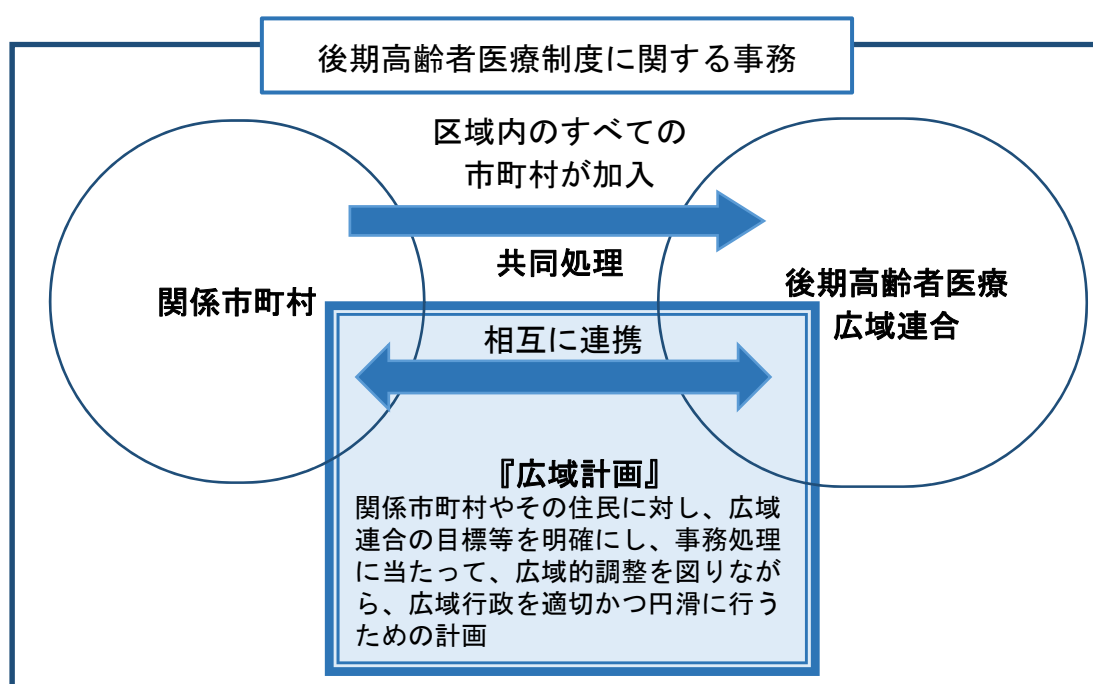 後期高齢者医療制度に関する事務
区域内のすべての
市町村が加入
共同処理
関係市町村
後期高齢者医療
広域連合
相互に連携
『広域計画』
関係市町村やその住民に対し、広域
連合の目標等を明確にし、事務処理
に当たって、広域的調整を図りなが
ら、広域行政を適切かつ円滑に行う
ための計画